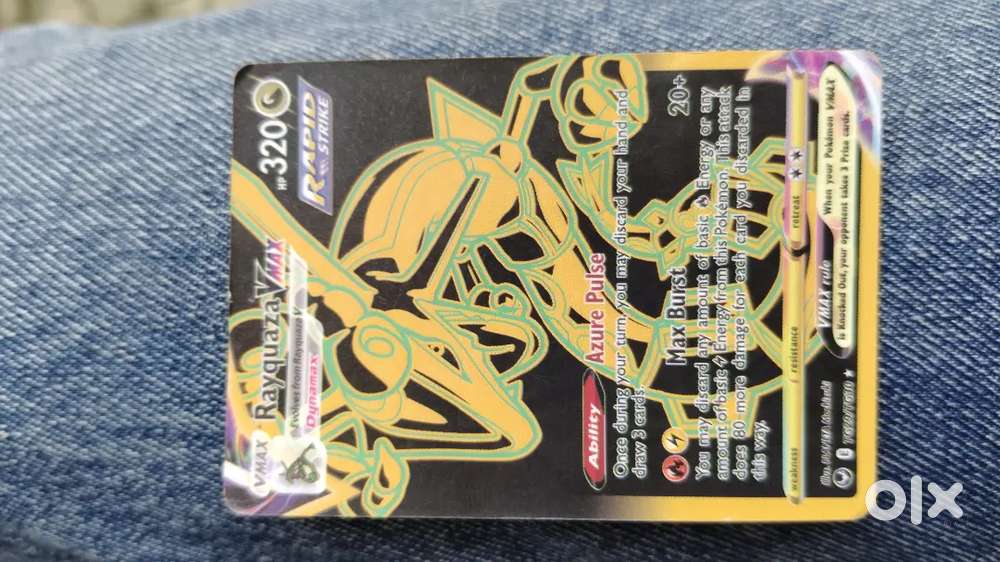 VMAX
Rayquaza VMAX
HP 320
Evolves from Rayquaza V
Dynamax
RAPID
STRIKE
Ability Azure Pulse
Once during your turn, you may discard your hand and
draw 3 cards.
Max Burst 20+
You may discard any amount of basic Energy or any
amount of basic Energy from this Pokémon. This attack
does 80 more damage for each card you discarded in
this way.
weakness
resistance
retreat
VMAX rule
When your Pokémon VMAX
is Knocked Out, your opponent takes 3 Prize cards.
Illus.
E
olx